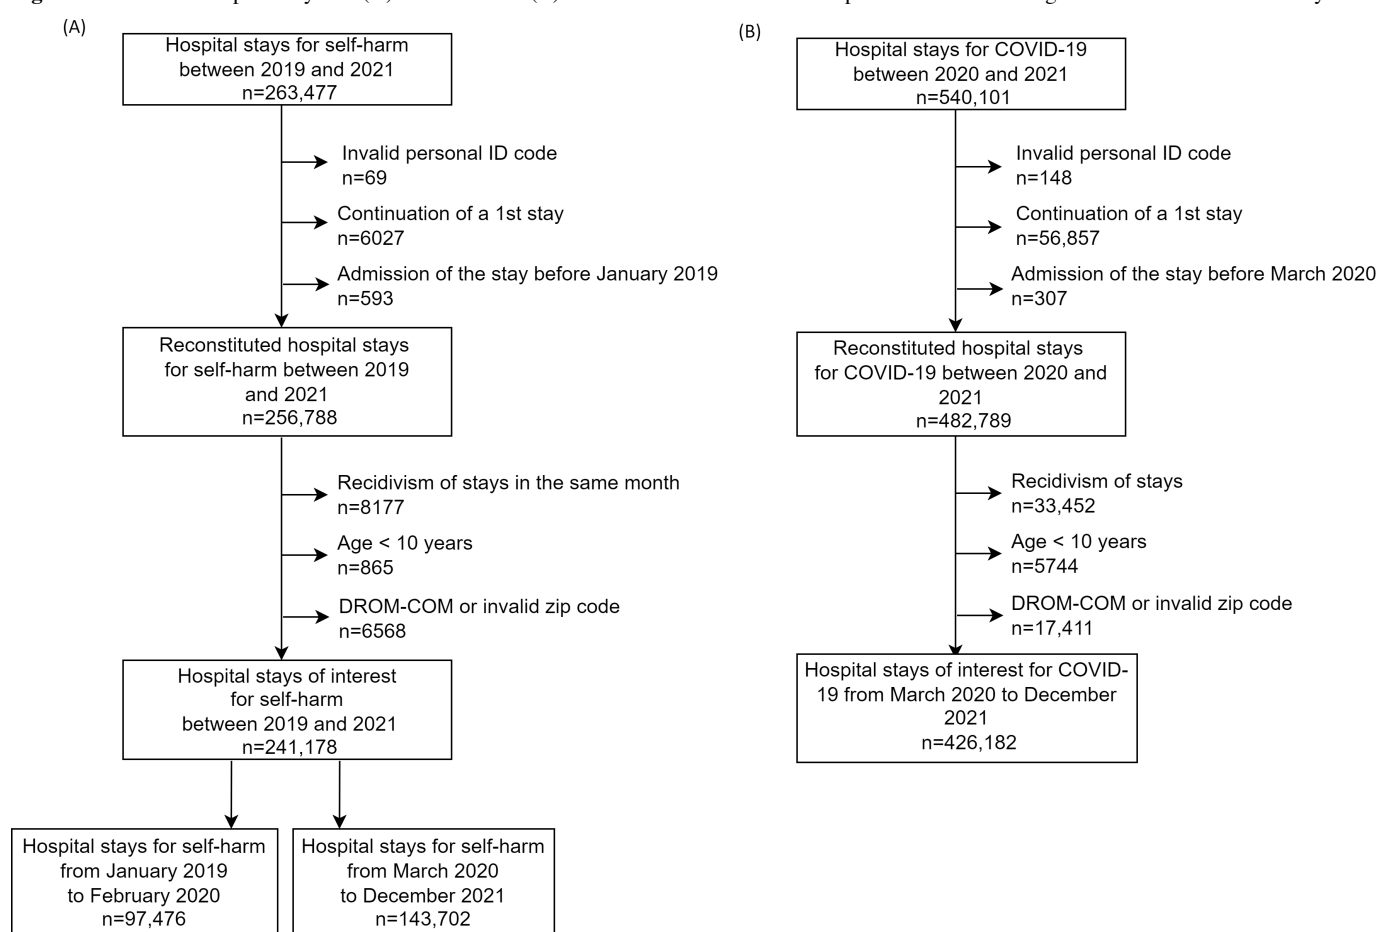 (A)
Hospital stays for self-harm
between 2019 and 2021
n=263,477
Invalid personal ID code
n=69
Continuation of a 1st stay
n=6027
Admission of the stay before January 2019
n=593
Reconstituted hospital stays
for self-harm between 2019
and 2021
n=256,788
Recidivism of stays in the same month
n=8177
Age < 10 years
n=865
DROM-COM or invalid zip code
n=6568
Hospital stays of interest
for self-harm
between 2019 and 2021
n=241,178
Hospital stays for self-harm
from January 2019
to February 2020
n=97,476
Hospital stays for self-harm
from March 2020
to December 2021
n=143,702
(B)
Hospital stays for COVID-19
between 2020 and 2021
n=540,101
Invalid personal ID code
n=148
Continuation of a 1st stay
n=56,857
Admission of the stay before March 2020
n=307
Reconstituted hospital stays
for COVID-19 between 2020 and
2021
n=482,789
Recidivism of stays
n=33,452
Age < 10 years
n=5744
DROM-COM or invalid zip code
n=17,411
Hospital stays of interest for COVID-
19 from March 2020 to December
2021
n=426,182